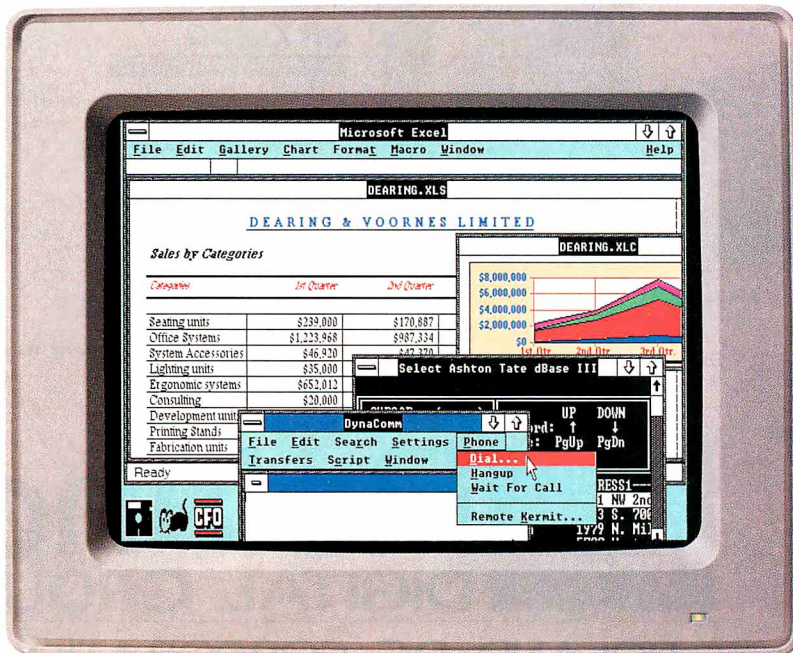 Microsoft Excel
File Edit Gallery Chart Format Macro Window Help
DEARING.XLS
DEARING & VOORNES LIMITED
Sales by Categories
Categories 1st Quarter 2nd Quarter
Seating units $239,000 $170,887
Office Systems $1,223,968 $987,334
System Accessories $46,920 $47,370
Lighting units $35,000
Ergonomic systems $652,012
Consulting $20,000
Development units
Printing Stands
Fabrication units
Ready
DEARING.XLC
$8,000,000
$6,000,000
$4,000,000
$2,000,000
$0
1st Qtr. 2nd Qtr. 3rd Qtr.
Select Ashton Tate dBase III
UP DOWN
PgUp PgDn
DynaComm
File Edit Search Settings Phone
Transfers Script Window
Dial...
Hangup
Wait For Call
Remote Kermit...
RESS1
1 NW 2nd
3 S. 700
1979 N. Mil
CFO